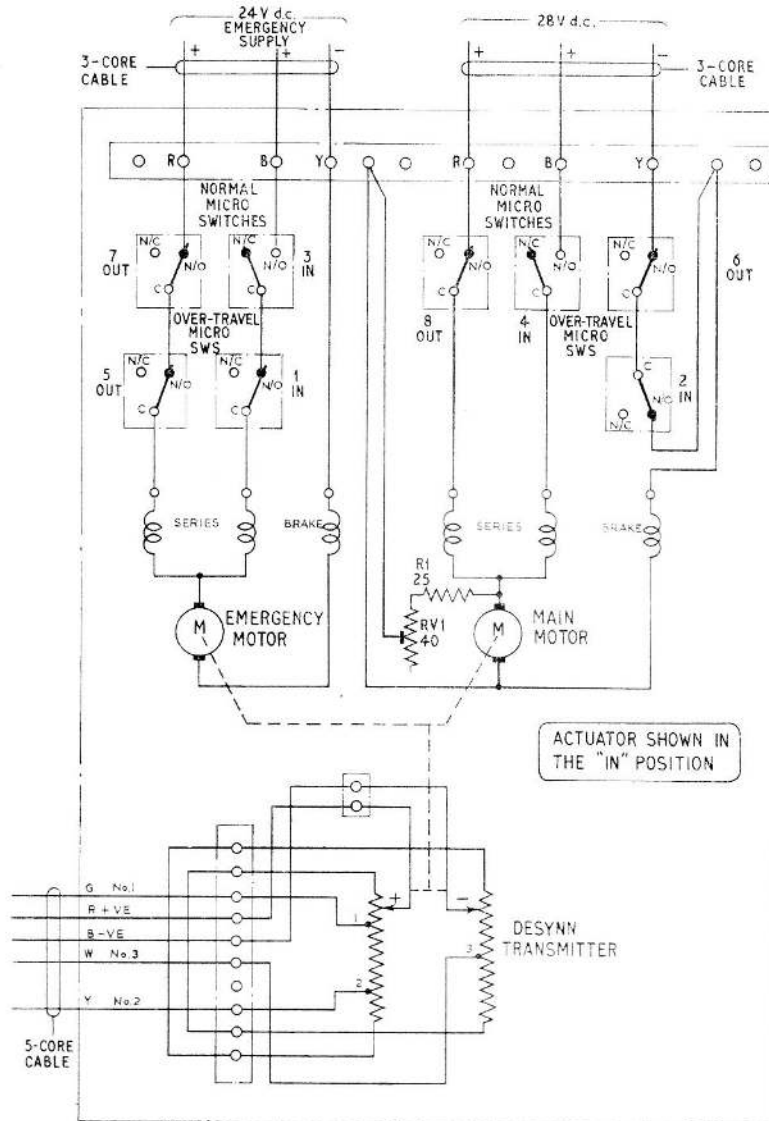 24V d.c.
EMERGENCY
SUPPLY
28V d.c.
+ + - + + -
3-CORE
CABLE
3-CORE
CABLE
R B Y R B Y
NORMAL
MICRO
SWITCHES
NORMAL
MICRO
SWITCHES
7
OUT
N/C
N/O
C
N/C
N/O
C
3
IN
N/C
N/O
C
8
OUT
N/C
N/O
C
4
IN
N/C
N/O
C
6
OUT
OVER-TRAVEL
MICRO
SWS
OVER-TRAVEL
MICRO
SWS
5
OUT
N/C
N/O
C
N/C
N/O
C
1
IN
C
N/O
N/C
2
IN
SERIES
BRAKE
SERIES
BRAKE
R1
25
RV1
40
M
EMERGENCY
MOTOR
M
MAIN
MOTOR
ACTUATOR SHOWN IN
THE "IN" POSITION
G No.1
R +VE
B -VE
W No.3
Y No.2
5-CORE
CABLE
+
1
2
-
3
DESYNN
TRANSMITTER